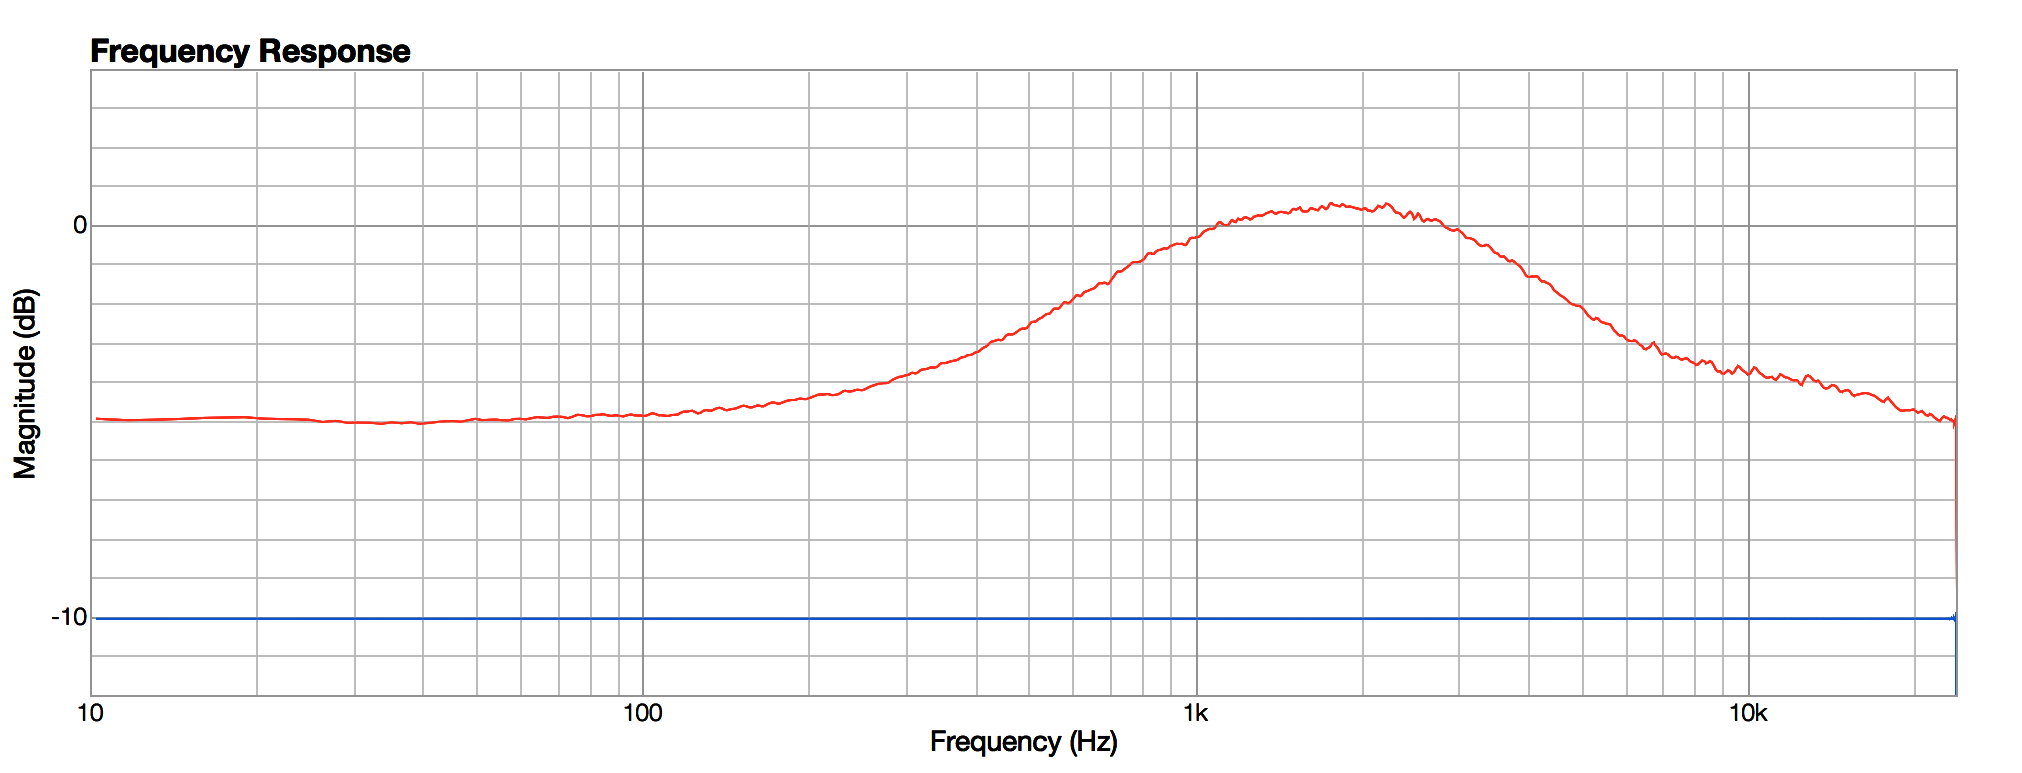 Frequency Response
0
-10
Magnitude (dB)
10 100 1k 10k
Frequency (Hz)